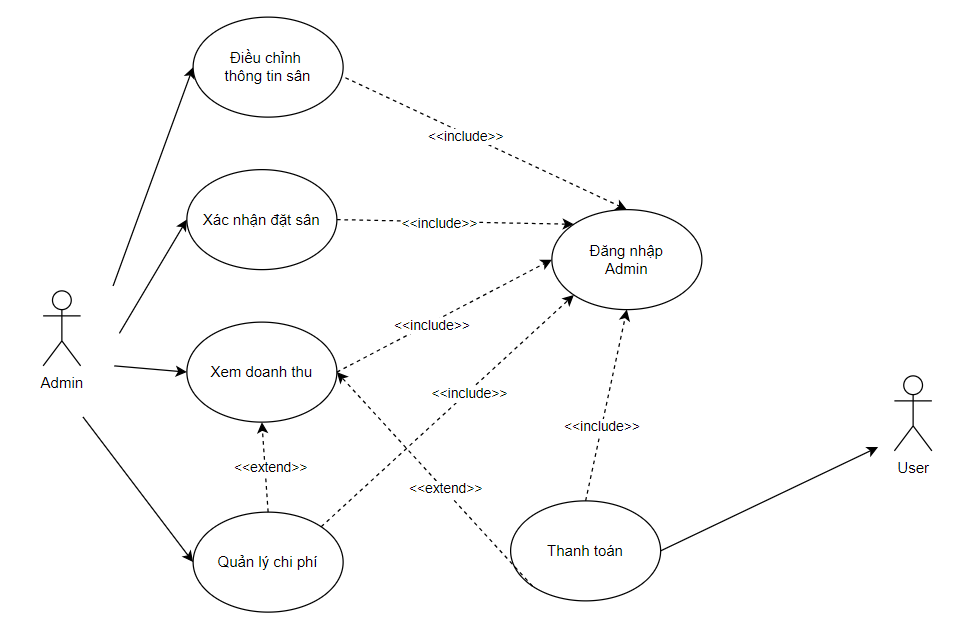 Điều chỉnh
thông tin sân
<<include>>
Xác nhận đặt sân
<<include>>
Đăng nhập
Admin
<<include>>
Xem doanh thu
Admin
<<include>>
<<include>>
<<extend>>
User
<<extend>>
Thanh toán
Quản lý chi phí